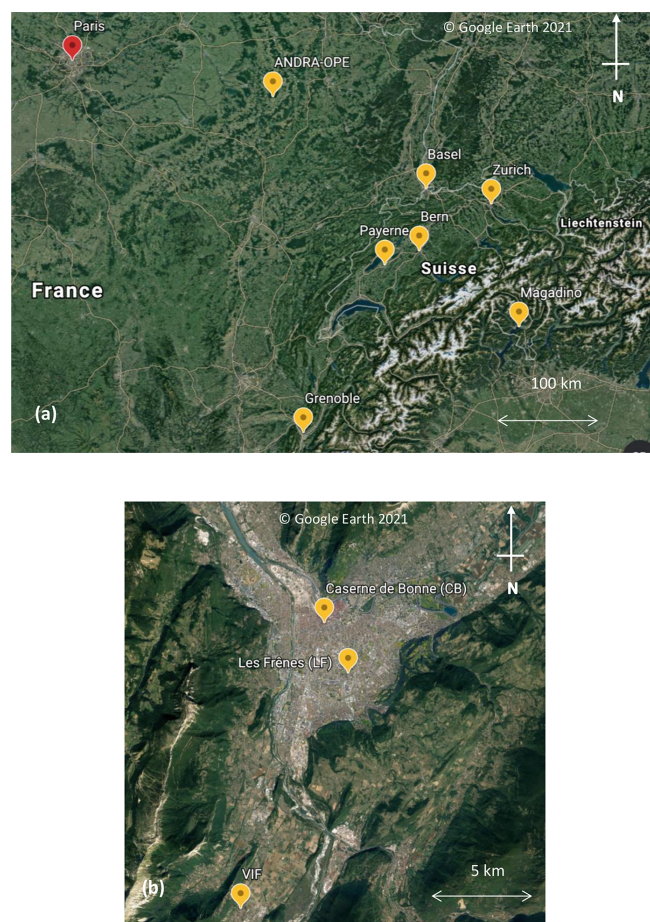 Paris
© Google Earth 2021
ANDRA-OPE
N
Basel
Zurich
Bern
Liechtenstein
Payerne
Suisse
France
Magadino
100 km
Grenoble
(a)
© Google Earth 2021
N
Caserne de Bonne (CB)
Les Frênes (LF)
5 km
VIF
(b)